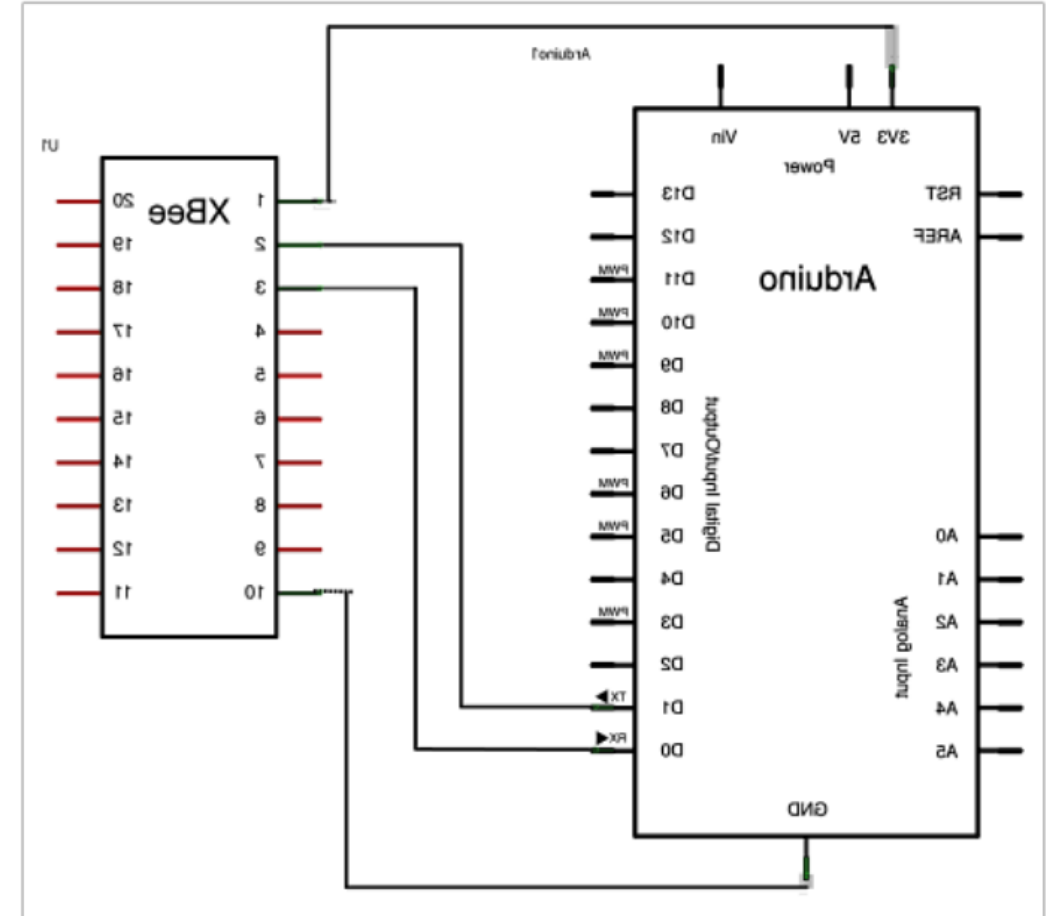 Arduino1
Vin
5V
3V3
Power
U1
XBee
20
19
18
17
16
15
14
13
12
11
1
2
3
4
5
6
7
8
9
10
D13
D12
PWM D11
PWM D10
PWM D9
D8
D7
PWM D6
PWM D5
D4
PWM D3
D2
TX D1
RX D0
Arduino
Digital Input/Output
RST
AREF
Analog Input
A0
A1
A2
A3
A4
A5
GND